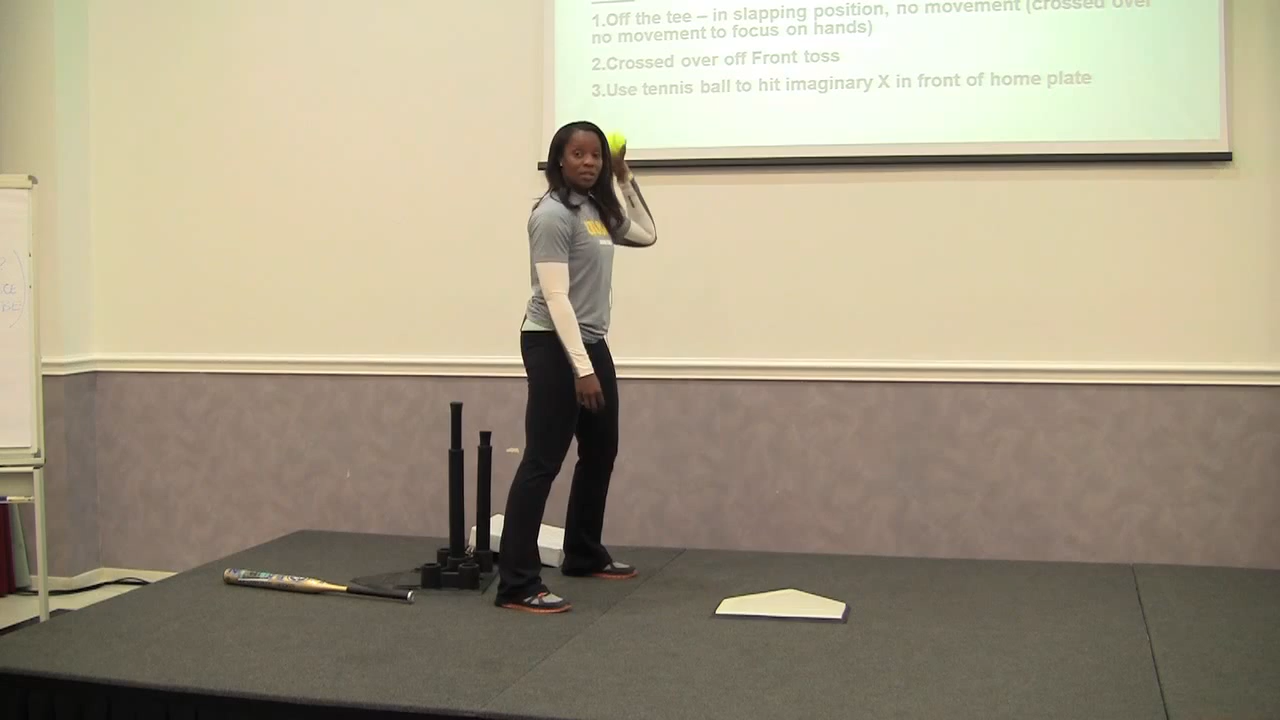 1.Off the tee – in slapping position, no movement (crossed over
no movement to focus on hands)
2.Crossed over off Front toss
3.Use tennis ball to hit imaginary X in front of home plate